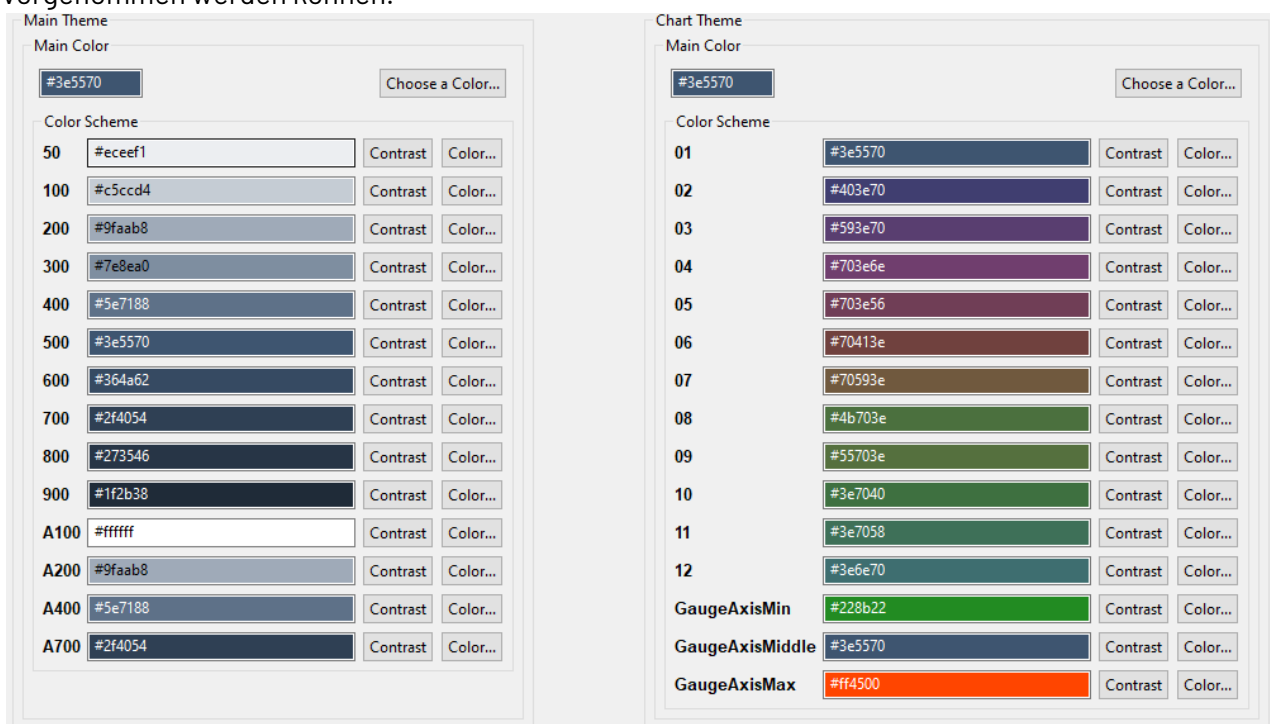 vorgenommen werden können.
Main Theme
Main Color
#3e5570 Choose a Color...
Color Scheme
50 #eceef1 Contrast Color...
100 #c5ccd4 Contrast Color...
200 #9faab8 Contrast Color...
300 #7e8ea0 Contrast Color...
400 #5e7188 Contrast Color...
500 #3e5570 Contrast Color...
600 #364a62 Contrast Color...
700 #2f4054 Contrast Color...
800 #273546 Contrast Color...
900 #1f2b38 Contrast Color...
A100 #ffffff Contrast Color...
A200 #9faab8 Contrast Color...
A400 #5e7188 Contrast Color...
A700 #2f4054 Contrast Color...
Chart Theme
Main Color
#3e5570 Choose a Color...
Color Scheme
01 #3e5570 Contrast Color...
02 #403e70 Contrast Color...
03 #593e70 Contrast Color...
04 #703e6e Contrast Color...
05 #703e56 Contrast Color...
06 #70413e Contrast Color...
07 #70593e Contrast Color...
08 #4b703e Contrast Color...
09 #55703e Contrast Color...
10 #3e7040 Contrast Color...
11 #3e7058 Contrast Color...
12 #3e6e70 Contrast Color...
GaugeAxisMin #228b22 Contrast Color...
GaugeAxisMiddle #3e5570 Contrast Color...
GaugeAxisMax #ff4500 Contrast Color...